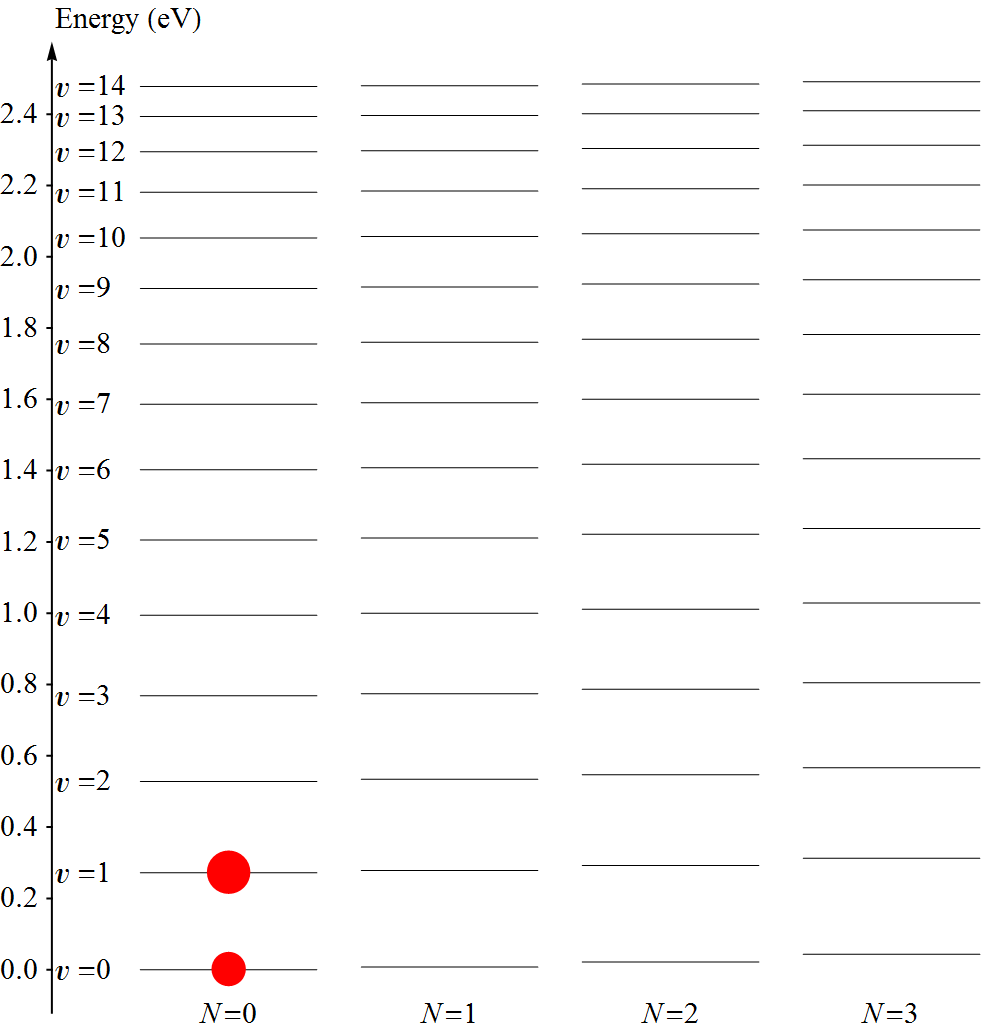 Energy (eV)
v=14
2.4
v=13
v=12
2.2
v=11
v=10
2.0
v=9
1.8
v=8
1.6
v=7
1.4
v=6
1.2
v=5
1.0
v=4
0.8
v=3
0.6
v=2
0.4
v=1
0.2
0.0
v=0
N=0 N=1 N=2 N=3